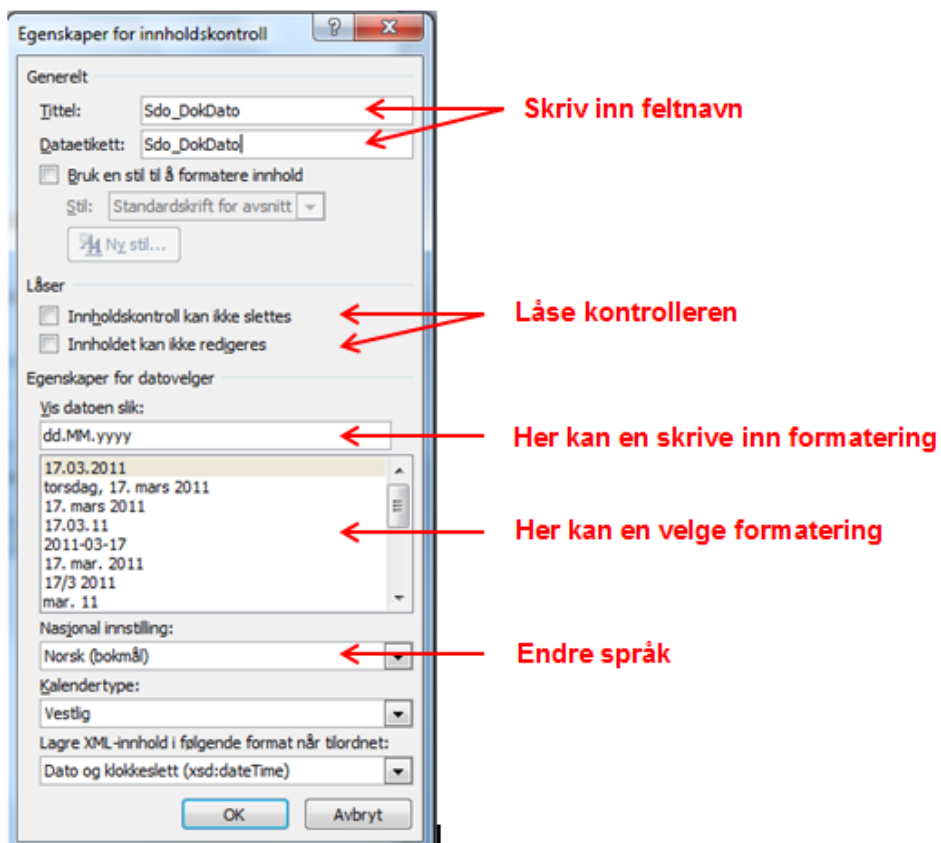 Egenskaper for innholdskontroll
Generelt
Tittel: Sdo_DokDato
Skriv inn feltnavn
Dataetikett: Sdo_DokDato
Bruk en stil til å formatere innhold
Stil: Standardskrift for avsnitt
Ny stil...
Låser
Innholdskontroll kan ikke slettes
Låse kontrolleren
Innholdet kan ikke redigeres
Egenskaper for datovelger
Vis datoen slik:
dd.MM.yyyy
Her kan en skrive inn formatering
17.03.2011
torsdag, 17. mars 2011
17. mars 2011
17.03.11
2011-03-17
Her kan en velge formatering
17. mar. 2011
17/3 2011
mar. 11
Nasjonal innstilling:
Norsk (bokmål)
Endre språk
Kalendertype:
Vestlig
Lagre XML-innhold i følgende format når tilordnet:
Dato og klokkeslett (xsd:dateTime)
OK Avbryt